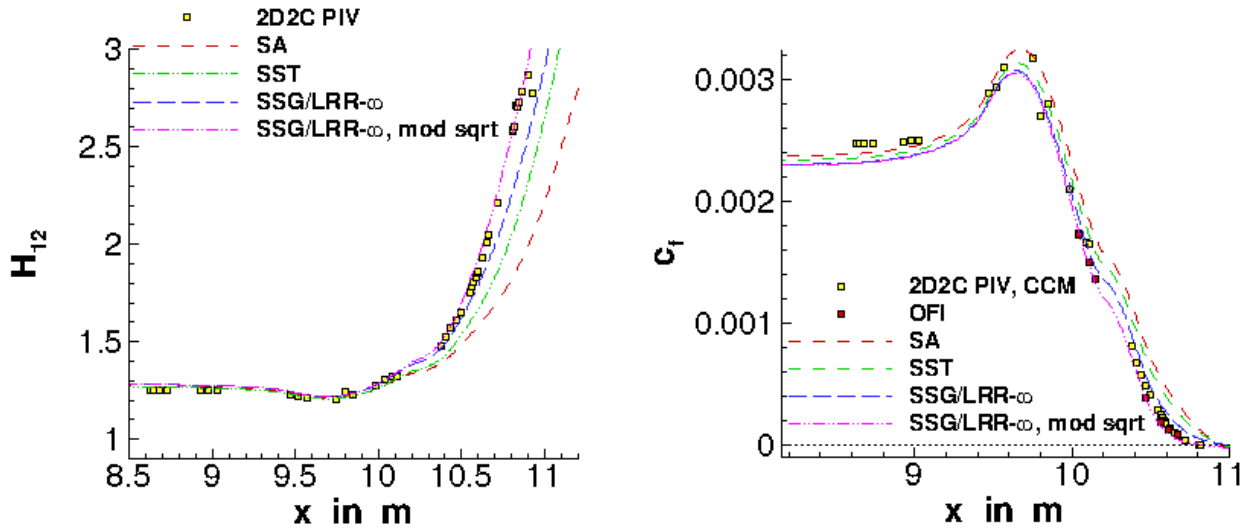 2D2C PIV
SA
SST
SSG/LRR-ω
SSG/LRR-ω, mod sqrt
3
2.5
2
1.5
1
H12
8.5 9 9.5 10 10.5 11
x in m
0.003
0.002
0.001
0
cf
2D2C PIV, CCM
OFI
SA
SST
SSG/LRR-ω
SSG/LRR-ω, mod sqrt
9 10 11
x in m